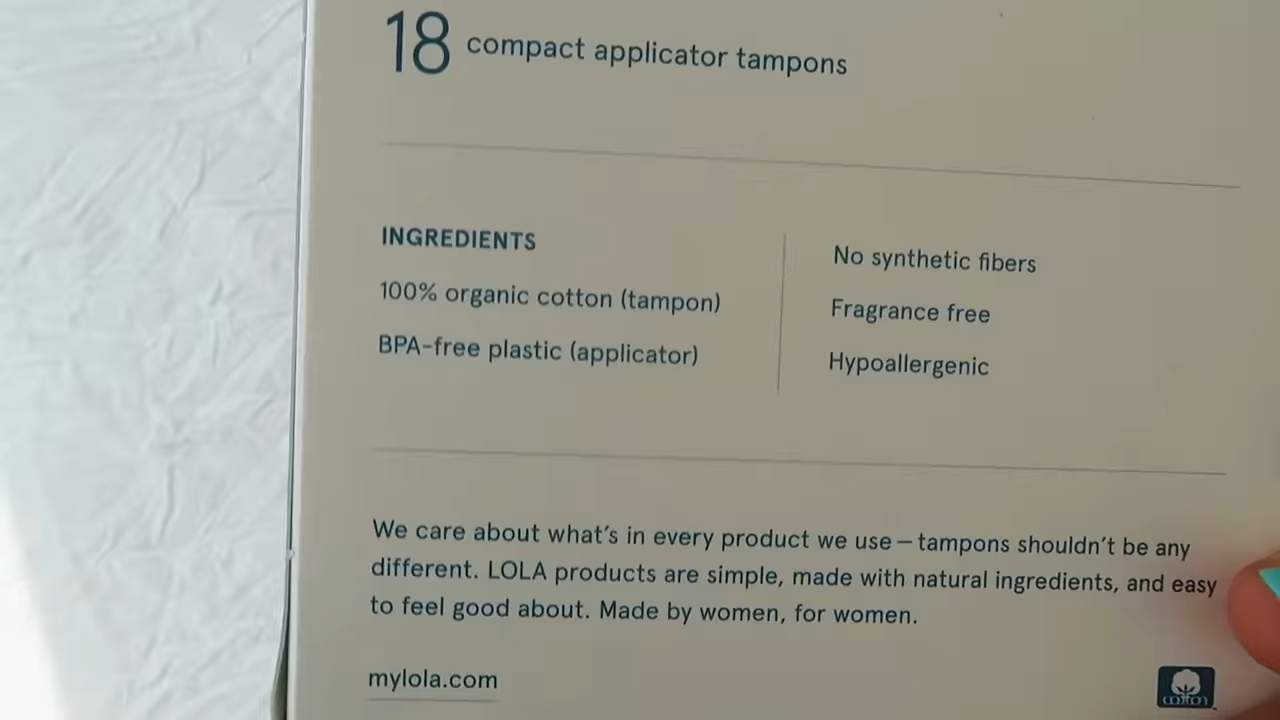 18 compact applicator tampons
INGREDIENTS
100% organic cotton (tampon)
BPA-free plastic (applicator)
No synthetic fibers
Fragrance free
Hypoallergenic
We care about what's in every product we use — tampons shouldn't be any
different. LOLA products are simple, made with natural ingredients, and easy
to feel good about. Made by women, for women.
mylola.com
cotton